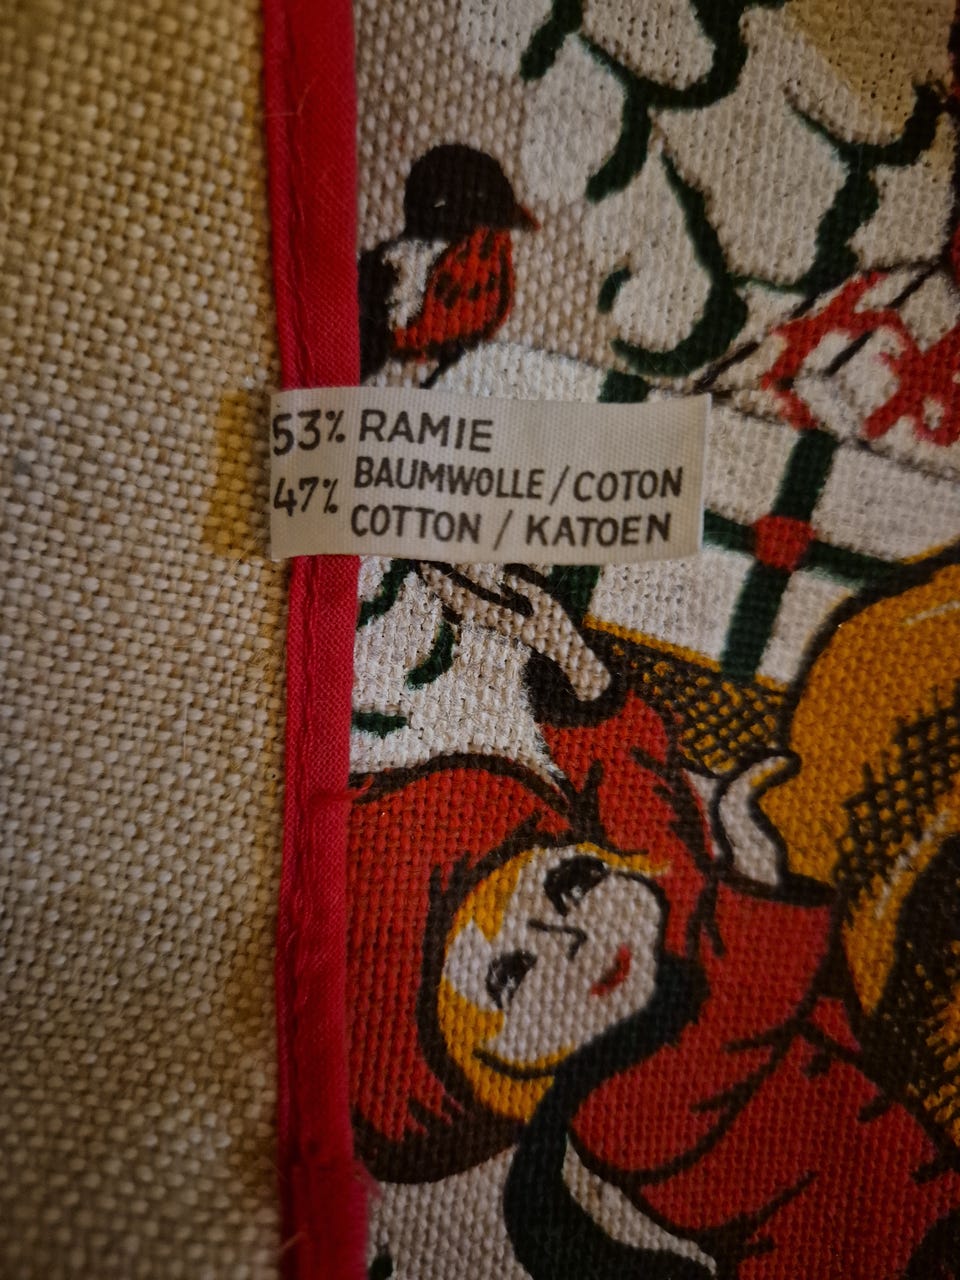 53% RAMIE
47% BAUMWOLLE / COTON
COTTON / KATOEN